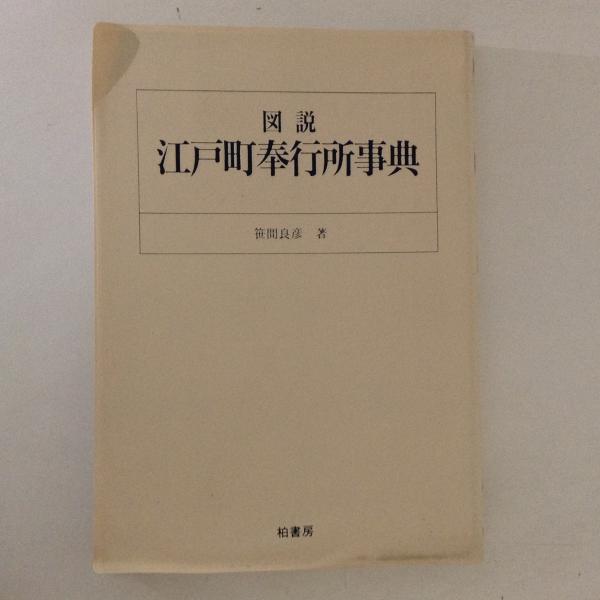 図説
江戸町奉行所事典
笹間良彦 著
柏書房